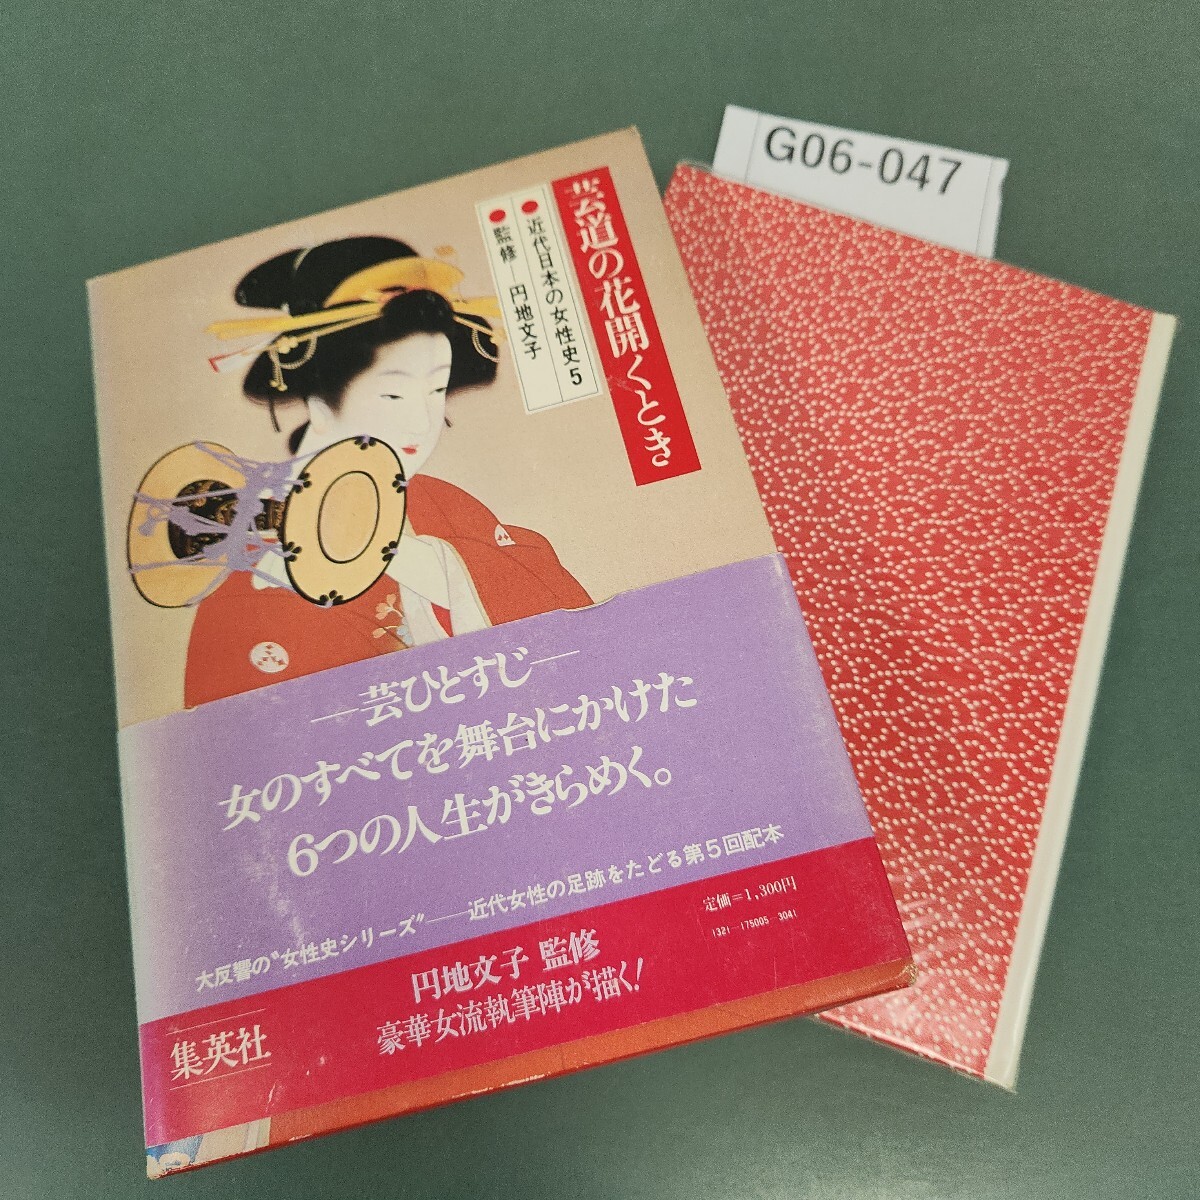 G06-047
芸道の花開くとき
●近代日本の女性史5
●監修―円地文子
―芸ひとすじ―
女のすべてを舞台にかけた
6つの人生がきらめく。
大反響の“女性史シリーズ”――近代女性の足跡をたどる第5回配本
定価=1,300円
1321―175005―3041
円地文子 監修
豪華女流執筆陣が描く!
集英社